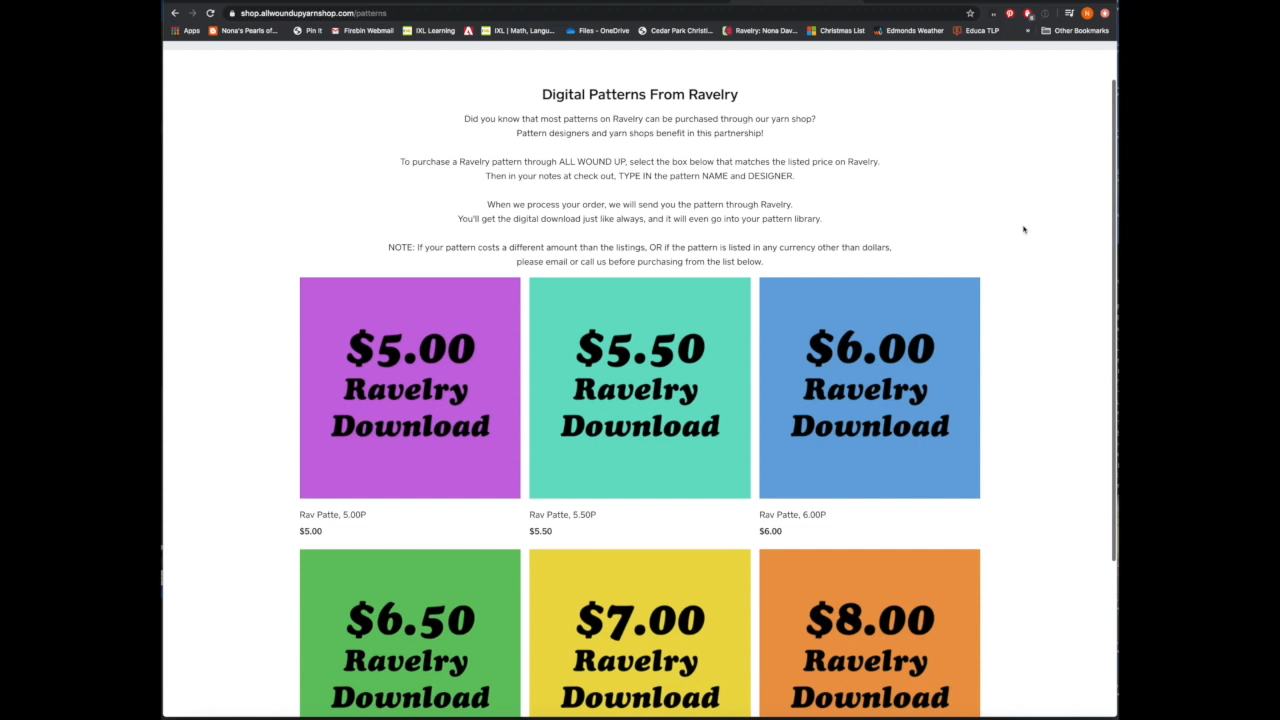 shop.allwoundupyarnshop.com/patterns
Apps Nona's Pearls of... Pin It Firebin Webmail IXL Learning IXL | Math, Langu... Files - OneDrive Cedar Park Christi... Ravelry: Nona Dav... Christmas List Edmonds Weather Educa TLP » Other Bookmarks
Digital Patterns From Ravelry
Did you know that most patterns on Ravelry can be purchased through our yarn shop?
Pattern designers and yarn shops benefit in this partnership!
To purchase a Ravelry pattern through ALL WOUND UP, select the box below that matches the listed price on Ravelry.
Then in your notes at check out, TYPE IN the pattern NAME and DESIGNER.
When we process your order, we will send you the pattern through Ravelry.
You'll get the digital download just like always, and it will even go into your pattern library.
NOTE: If your pattern costs a different amount than the listings, OR if the pattern is listed in any currency other than dollars,
please email or call us before purchasing from the list below.
$5.00
Ravelry
Download
$5.50
Ravelry
Download
$6.00
Ravelry
Download
Rav Patte, 5.00P
$5.00
Rav Patte, 5.50P
$5.50
Rav Patte, 6.00P
$6.00
$6.50
Ravelry
Download
$7.00
Ravelry
Download
$8.00
Ravelry
Download